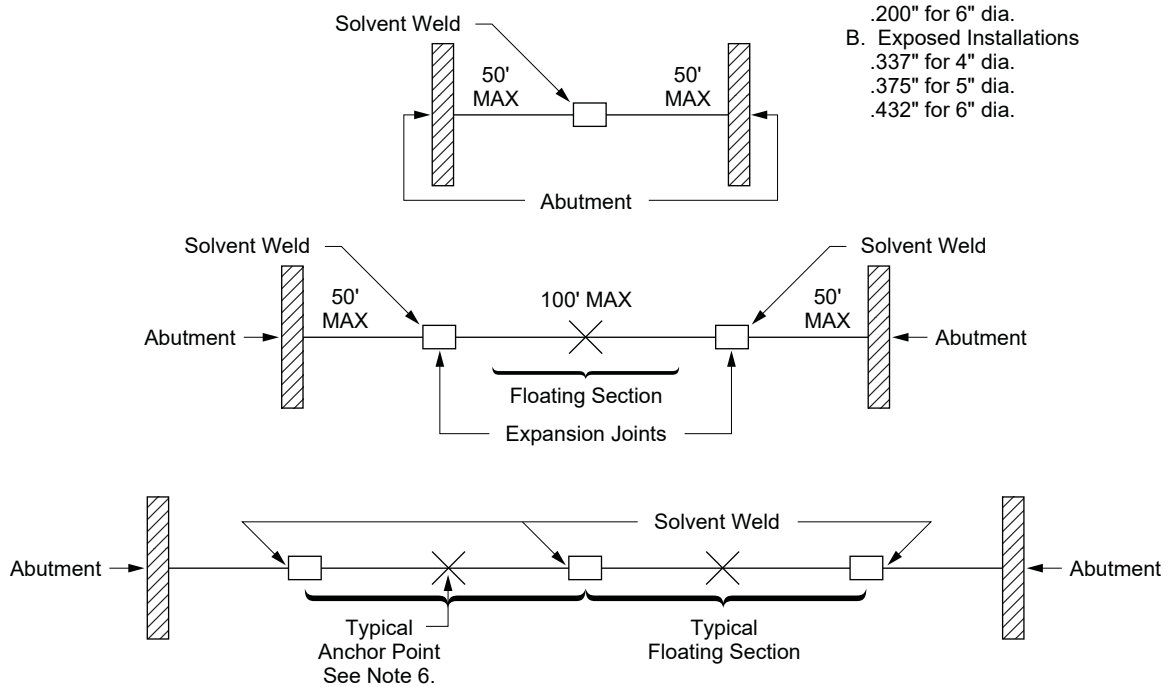 .200" for 6" dia.
B. Exposed Installations
.337" for 4" dia.
.375" for 5" dia.
.432" for 6" dia.
Solvent Weld
50'
MAX
50'
MAX
Abutment
Solvent Weld
Solvent Weld
50'
MAX
100' MAX
50'
MAX
Abutment
Abutment
Floating Section
Expansion Joints
Solvent Weld
Abutment
Abutment
Typical
Anchor Point
See Note 6.
Typical
Floating Section